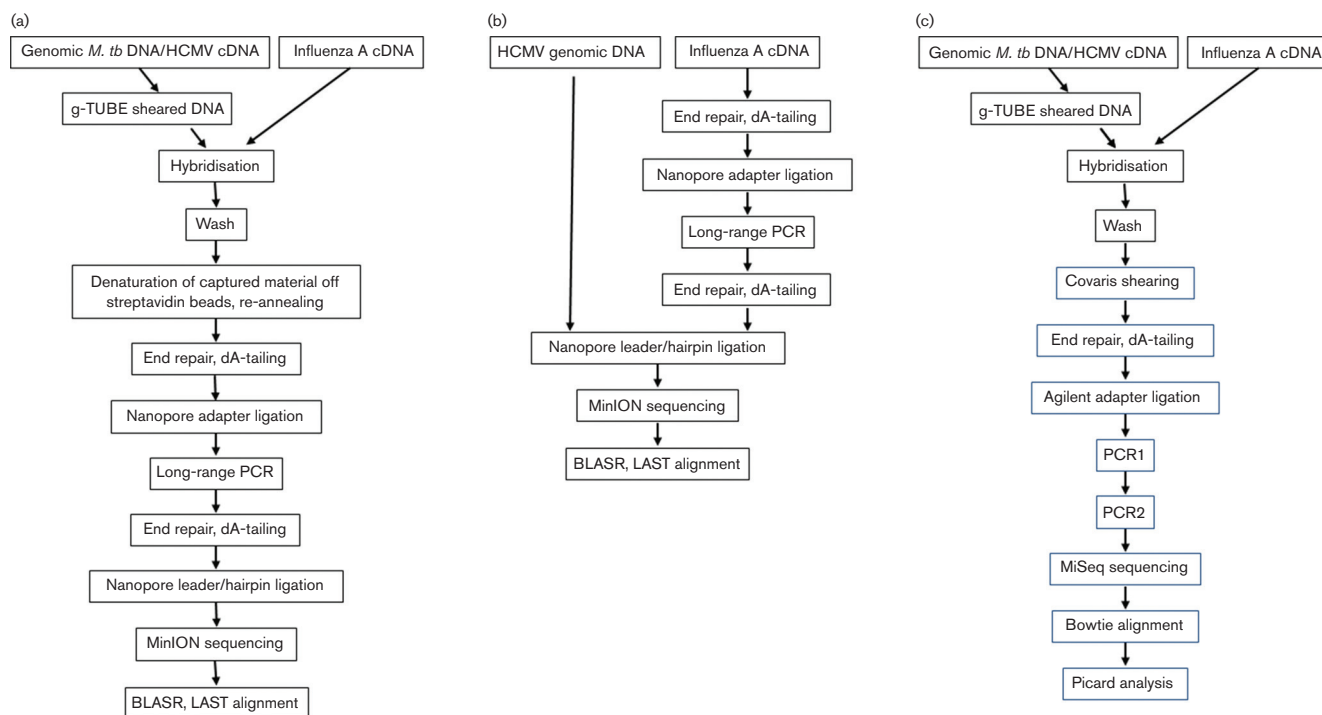 (a)
Genomic M. tb DNA/HCMV cDNA
Influenza A cDNA
g-TUBE sheared DNA
Hybridisation
Wash
Denaturation of captured material off
streptavidin beads, re-annealing
End repair, dA-tailing
Nanopore adapter ligation
Long-range PCR
End repair, dA-tailing
Nanopore leader/hairpin ligation
MinION sequencing
BLASR, LAST alignment
(b)
HCMV genomic DNA
Influenza A cDNA
End repair, dA-tailing
Nanopore adapter ligation
Long-range PCR
End repair, dA-tailing
Nanopore leader/hairpin ligation
MinION sequencing
BLASR, LAST alignment
(c)
Genomic M. tb DNA/HCMV cDNA
Influenza A cDNA
g-TUBE sheared DNA
Hybridisation
Wash
Covaris shearing
End repair, dA-tailing
Agilent adapter ligation
PCR1
PCR2
MiSeq sequencing
Bowtie alignment
Picard analysis